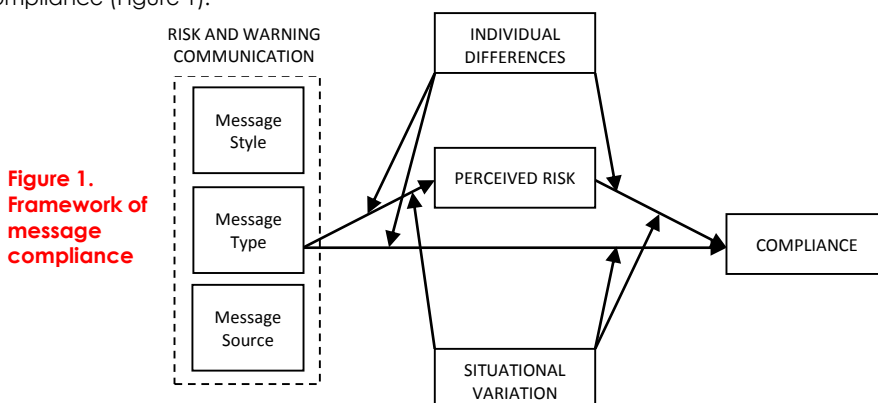 ompliance (Figure 1).
RISK AND WARNING
COMMUNICATION
INDIVIDUAL
DIFFERENCES
Message
Style
Figure 1.
Framework of
message
compliance
PERCEIVED RISK
Message
Type
COMPLIANCE
Message
Source
SITUATIONAL
VARIATION